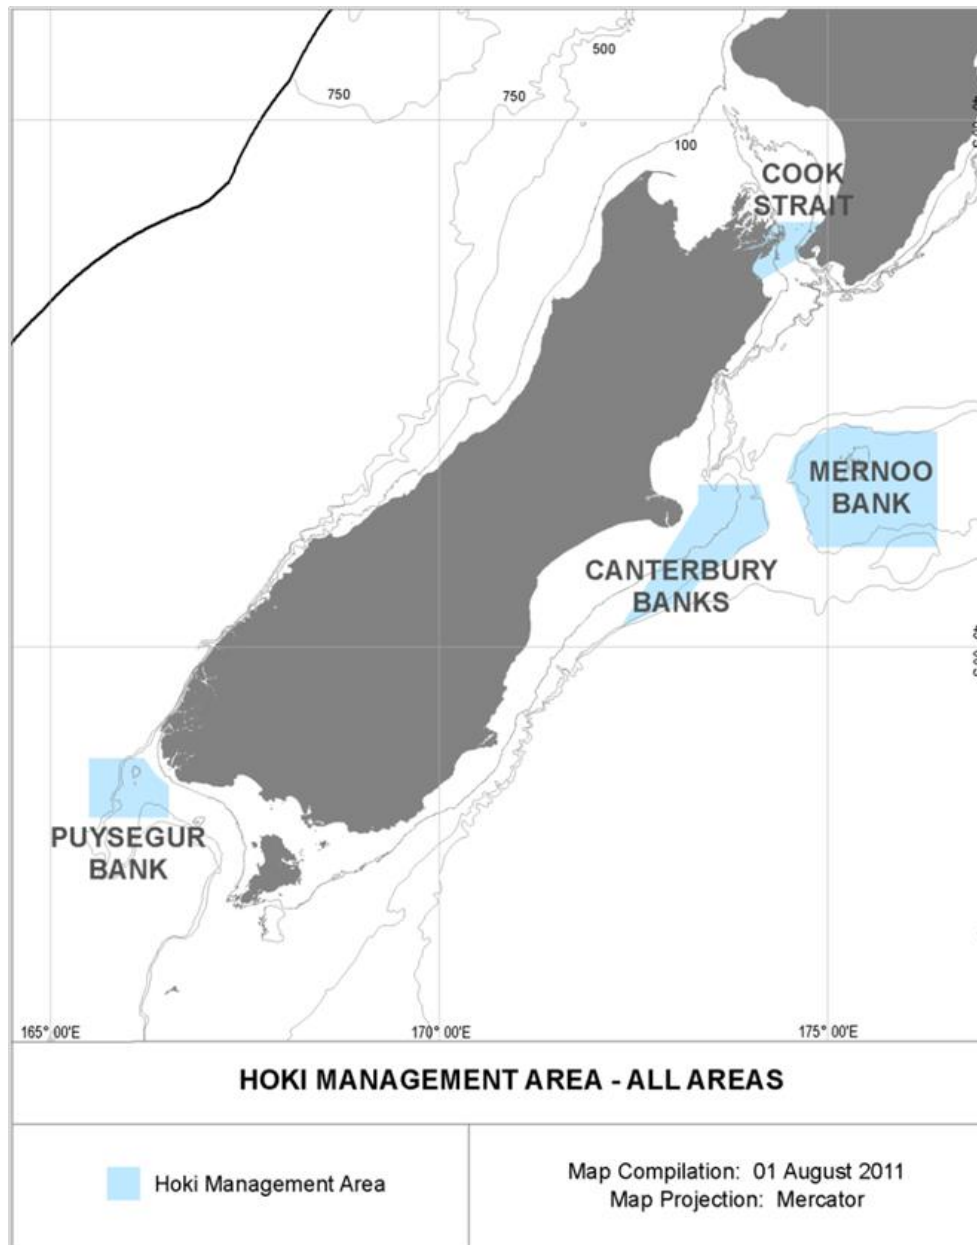 500
750
750
100
COOK
STRAIT
MERNOO
BANK
CANTERBURY
BANKS
PUYSEGUR
BANK
165° 00'E
170° 00'E
175° 00'E
HOKI MANAGEMENT AREA - ALL AREAS
Hoki Management Area
Map Compilation: 01 August 2011
Map Projection: Mercator